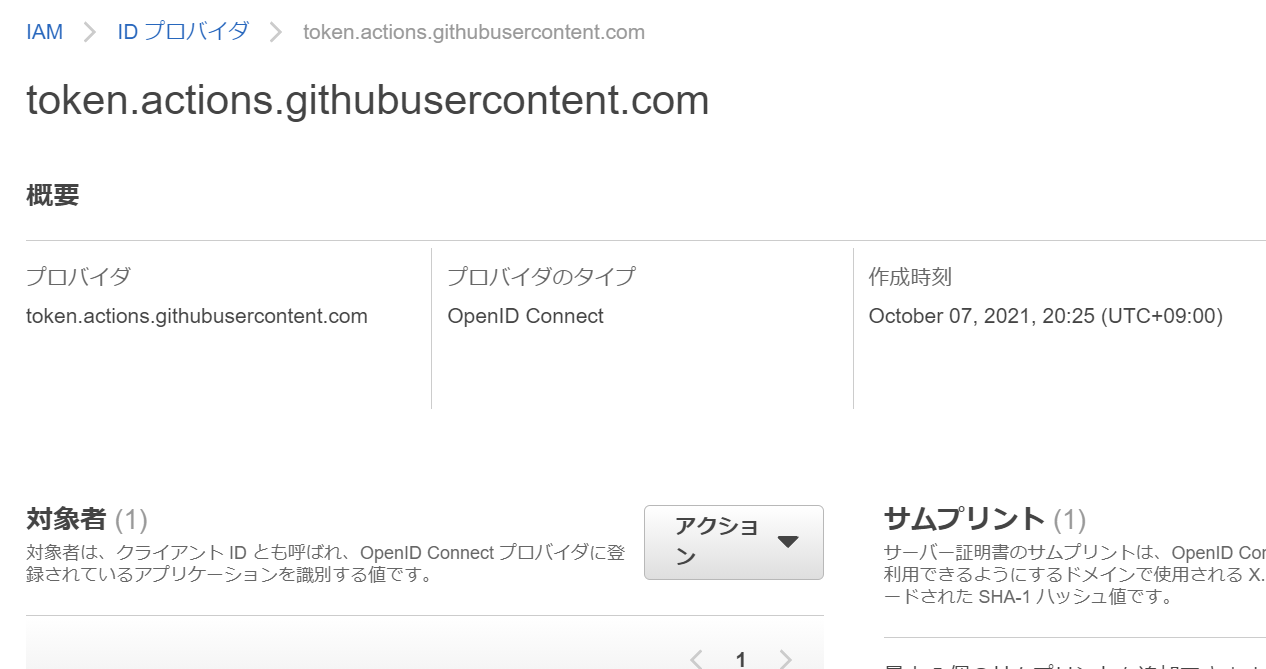 IAM > ID プロバイダ > token.actions.githubusercontent.com
token.actions.githubusercontent.com
概要
プロバイダ
token.actions.githubusercontent.com
プロバイダのタイプ
OpenID Connect
作成時刻
October 07, 2021, 20:25 (UTC+09:00)
対象者 (1)
対象者は、クライアント ID とも呼ばれ、OpenID Connect プロバイダに登
録されているアプリケーションを識別する値です。
アクショ
ン
1
サムプリント (1)
サーバー証明書のサムプリントは、OpenID Con
利用できるようにするドメインで使用される X.
ードされた SHA-1 ハッシュ値です。